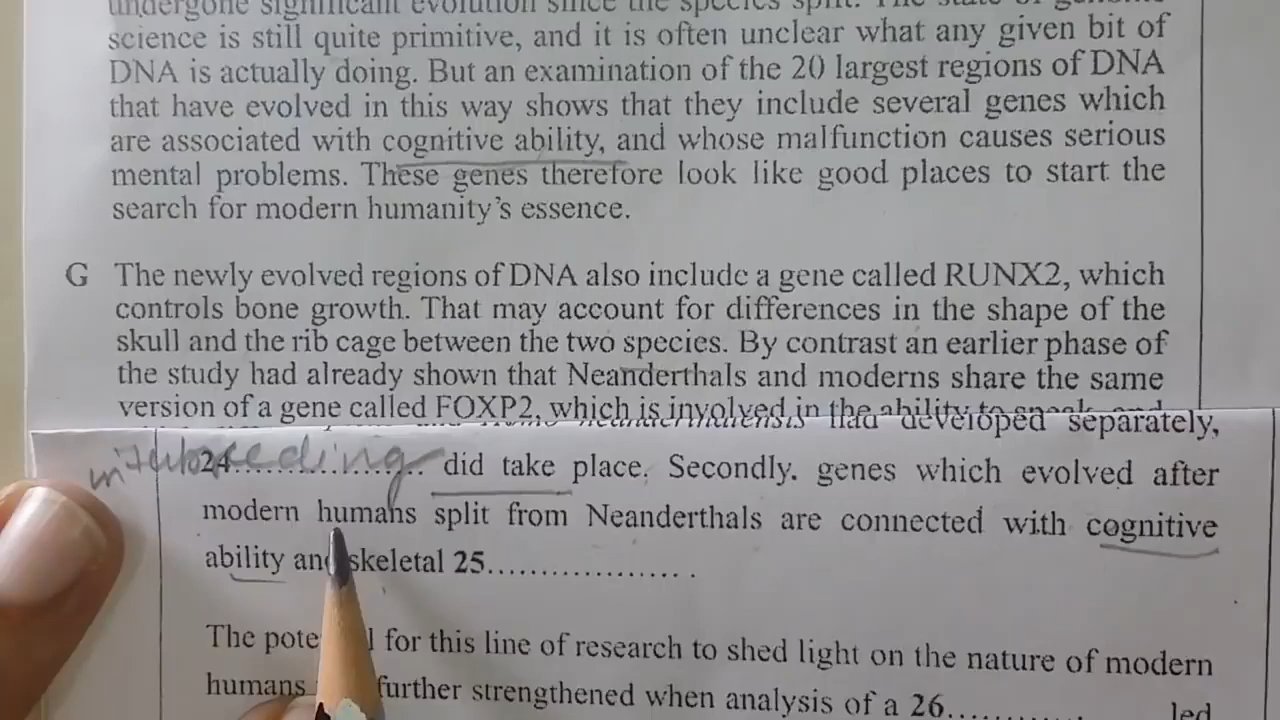 undergone significant evolution since the species split. The state of genome
science is still quite primitive, and it is often unclear what any given bit of
DNA is actually doing. But an examination of the 20 largest regions of DNA
that have evolved in this way shows that they include several genes which
are associated with cognitive ability, and whose malfunction causes serious
mental problems. These genes therefore look like good places to start the
search for modern humanity's essence.
G The newly evolved regions of DNA also include a gene called RUNX2, which
controls bone growth. That may account for differences in the shape of the
skull and the rib cage between the two species. By contrast an earlier phase of
the study had already shown that Neanderthals and moderns share the same
version of a gene called FOXP2, which is involved in the ability to speak, and
had developed separately,
interbreeding 24.................. did take place. Secondly. genes which evolved after
modern humans split from Neanderthals are connected with cognitive
ability and skeletal 25....................
The for this line of research to shed light on the nature of modern
humans further strengthened when analysis of a 26............ led